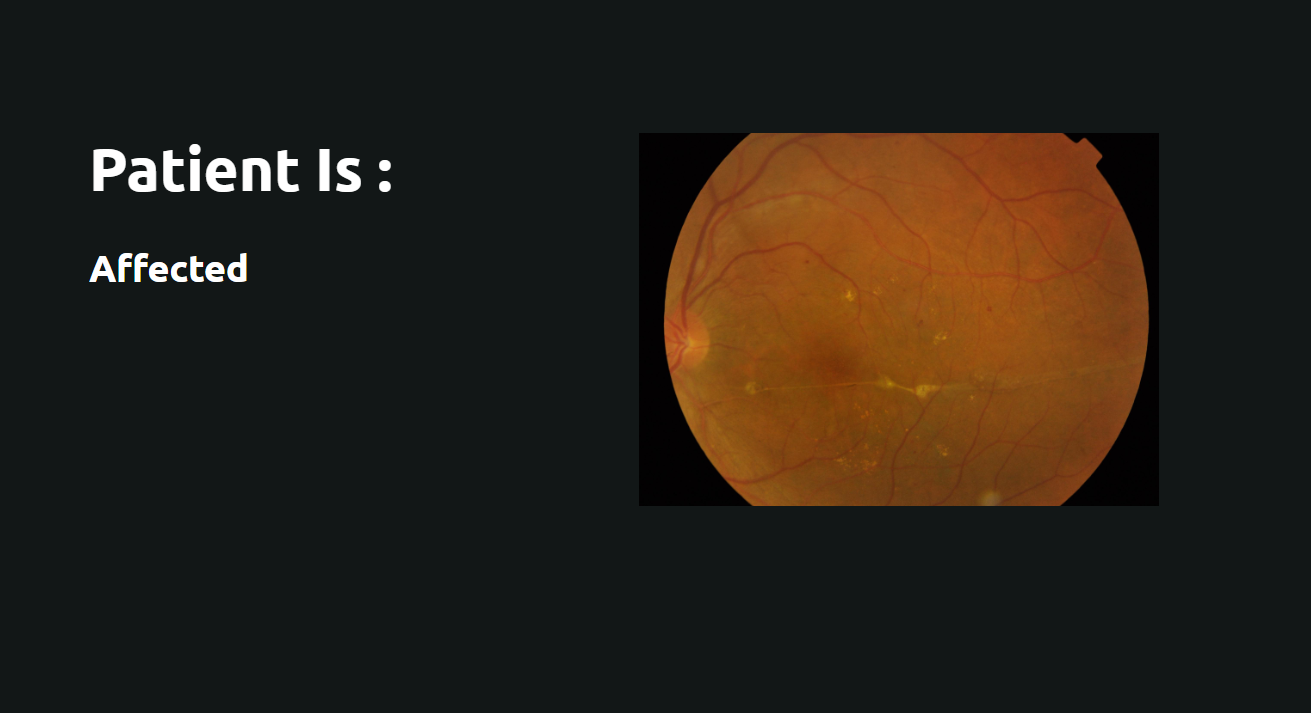 Patient Is :
Affected